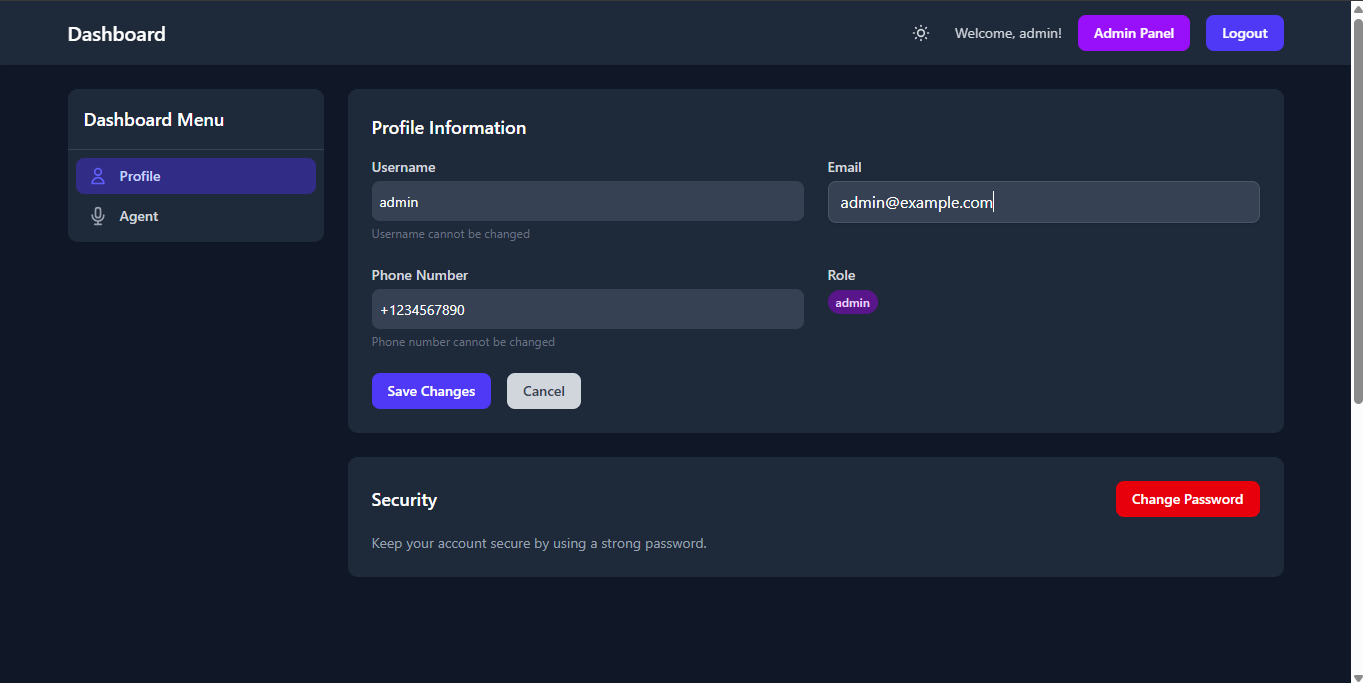 Dashboard
Welcome, admin!
Admin Panel
Logout
Dashboard Menu
Profile
Agent
Profile Information
Username
Email
admin
admin@example.com
Username cannot be changed
Phone Number
Role
+1234567890
admin
Phone number cannot be changed
Save Changes
Cancel
Security
Change Password
Keep your account secure by using a strong password.